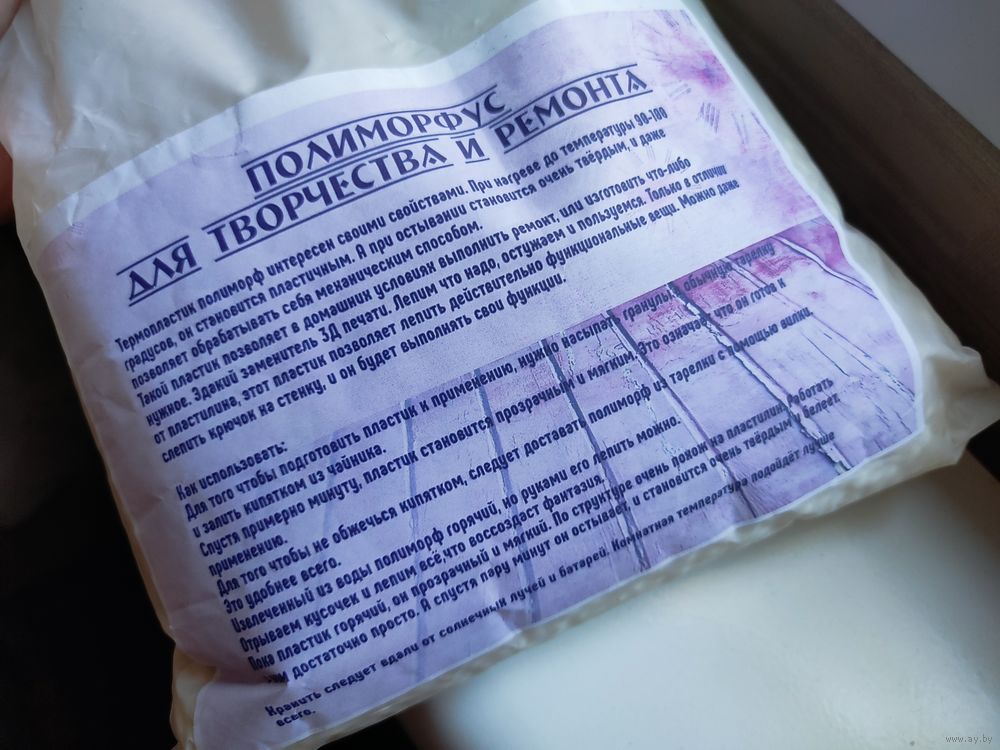 ПОЛИМОРФУС
ДЛЯ ТВОРЧЕСТВА И РЕМОНТА
Термопластик полиморф интересен своими свойствами. При нагреве до температуры 90-100
градусов, он становится пластичным. А при остывании становится очень твёрдым, и даже
позволяет обрабатывать себя механическим способом.
Такой пластик позволяет в домашних условиях выполнить ремонт, или изготовить что-либо
нужное. Эдакий заменитель 3Д печати. Лепим что надо, остужаем и пользуемся. Только в отличии
от пластилина, этот пластик позволяет лепить действительно функциональные вещи. Можно даже
слепить крючок на стенку, и он будет выполнять свои функции.
Как использовать:
Для того чтобы подготовить пластик к применению, нужно насыпать гранулы в обычную тарелку
и залить кипятком из чайника.
Спустя примерно минуту, пластик становится прозрачным и мягким. Это означает что он готов к
применению.
Для того чтобы не обжечься кипятком, следует доставать полиморф из тарелки с помощью вилки.
Это удобнее всего.
Извлеченный из воды полиморф горячий, но руками его лепить можно.
Отрываем кусочек и лепим всё что воссоздаст фантазия.
Пока пластик горячий, он прозрачный и мягкий. По структуре очень похож на пластилин. Работать
ним достаточно просто. А спустя пару минут он остывает, и становится очень твёрдым и белеет.
Хранить следует вдали от солнечных лучей и батарей. Комнатная температура подойдёт лучше
всего.
www.ay.by